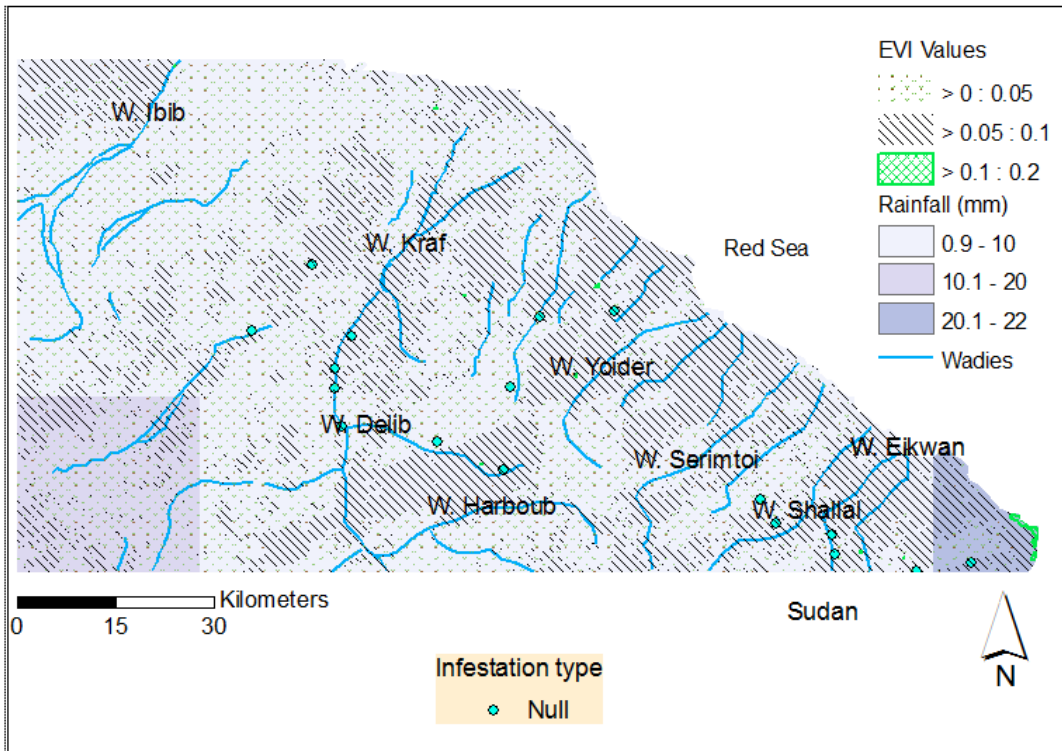 EVI Values
> 0 : 0.05
> 0.05 : 0.1
> 0.1 : 0.2
Rainfall (mm)
0.9 - 10
10.1 - 20
20.1 - 22
Wadies
W. Ibib
W. Kraf
Red Sea
W. Yoider
W. Delib
W. Eikwan
W. Serimtoi
W. Harboub
W. Shallal
Kilometers
0 15 30
Sudan
N
Infestation type
Null